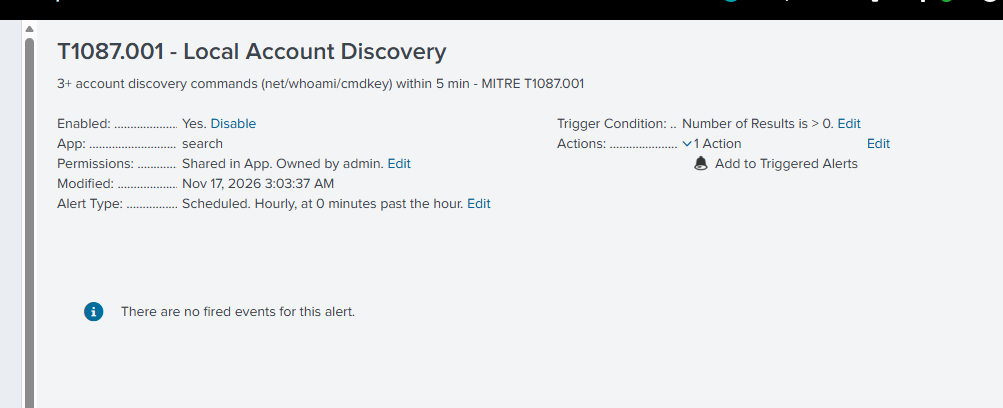 T1087.001 - Local Account Discovery
3+ account discovery commands (net/whoami/cmdkey) within 5 min - MITRE T1087.001
Enabled: ................... Yes. Disable
App: .......................... search
Permissions: ............ Shared in App. Owned by admin. Edit
Modified: .................. Nov 17, 2026 3:03:37 AM
Alert Type: ................ Scheduled. Hourly, at 0 minutes past the hour. Edit
Trigger Condition: .. Number of Results is > 0. Edit
Actions: ..................... 1 Action Edit
Add to Triggered Alerts
There are no fired events for this alert.